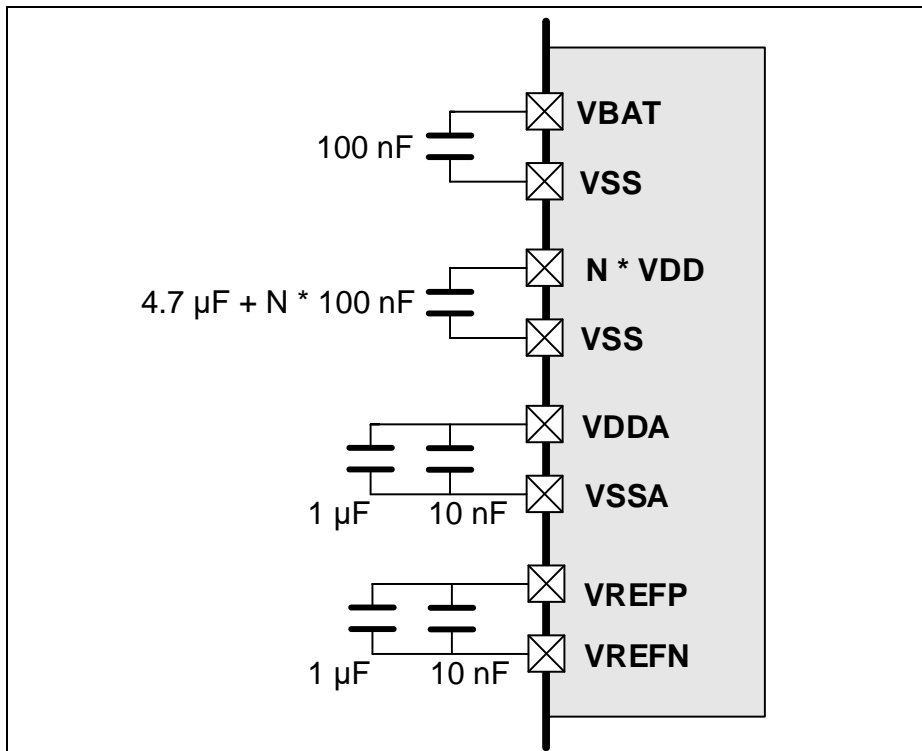 VBAT
100 nF
VSS
N * VDD
4.7 µF + N * 100 nF
VSS
VDDA
VSSA
1 µF 10 nF
VREFP
VREFN
1 µF 10 nF